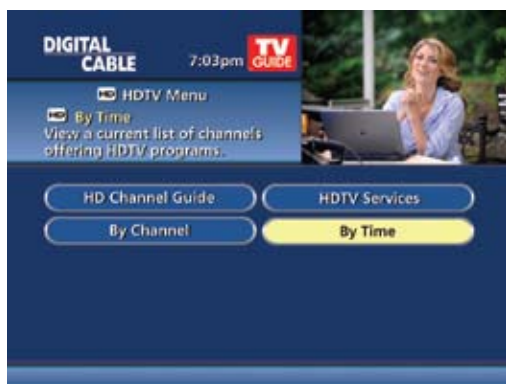 DIGITAL
CABLE
7:03pm
TV
GUIDE
HD HDTV Menu
HD By Time
View a current list of channels
offering HDTV programs.
HD Channel Guide
HDTV Services
By Channel
By Time